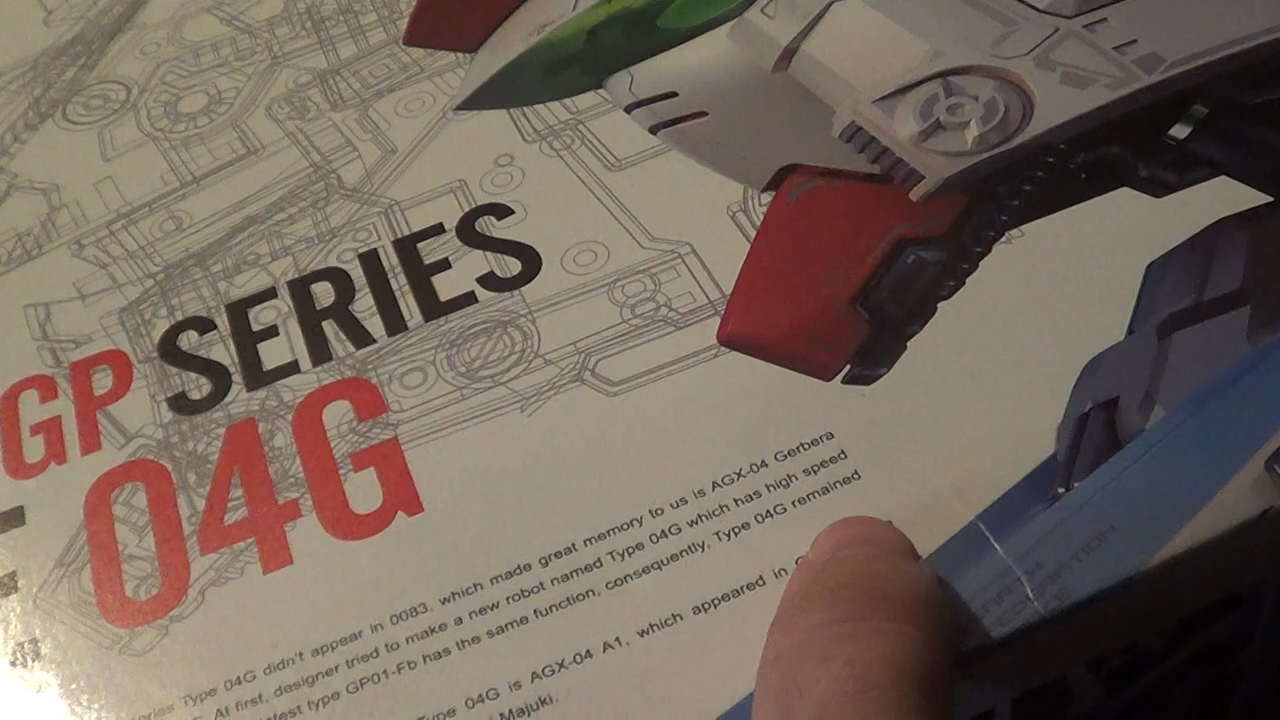 GP SERIES
04G
Type 04G didn't appear in 0083, which made great memory to us is AGX-04 Gerbera
At first, designer tried to make a new robot named Type 04G which has high speed
type GP01-Fb has the same function, consequently, Type 04G remained
Type 04G is AGX-04 A1, which appeared in
Majuki.